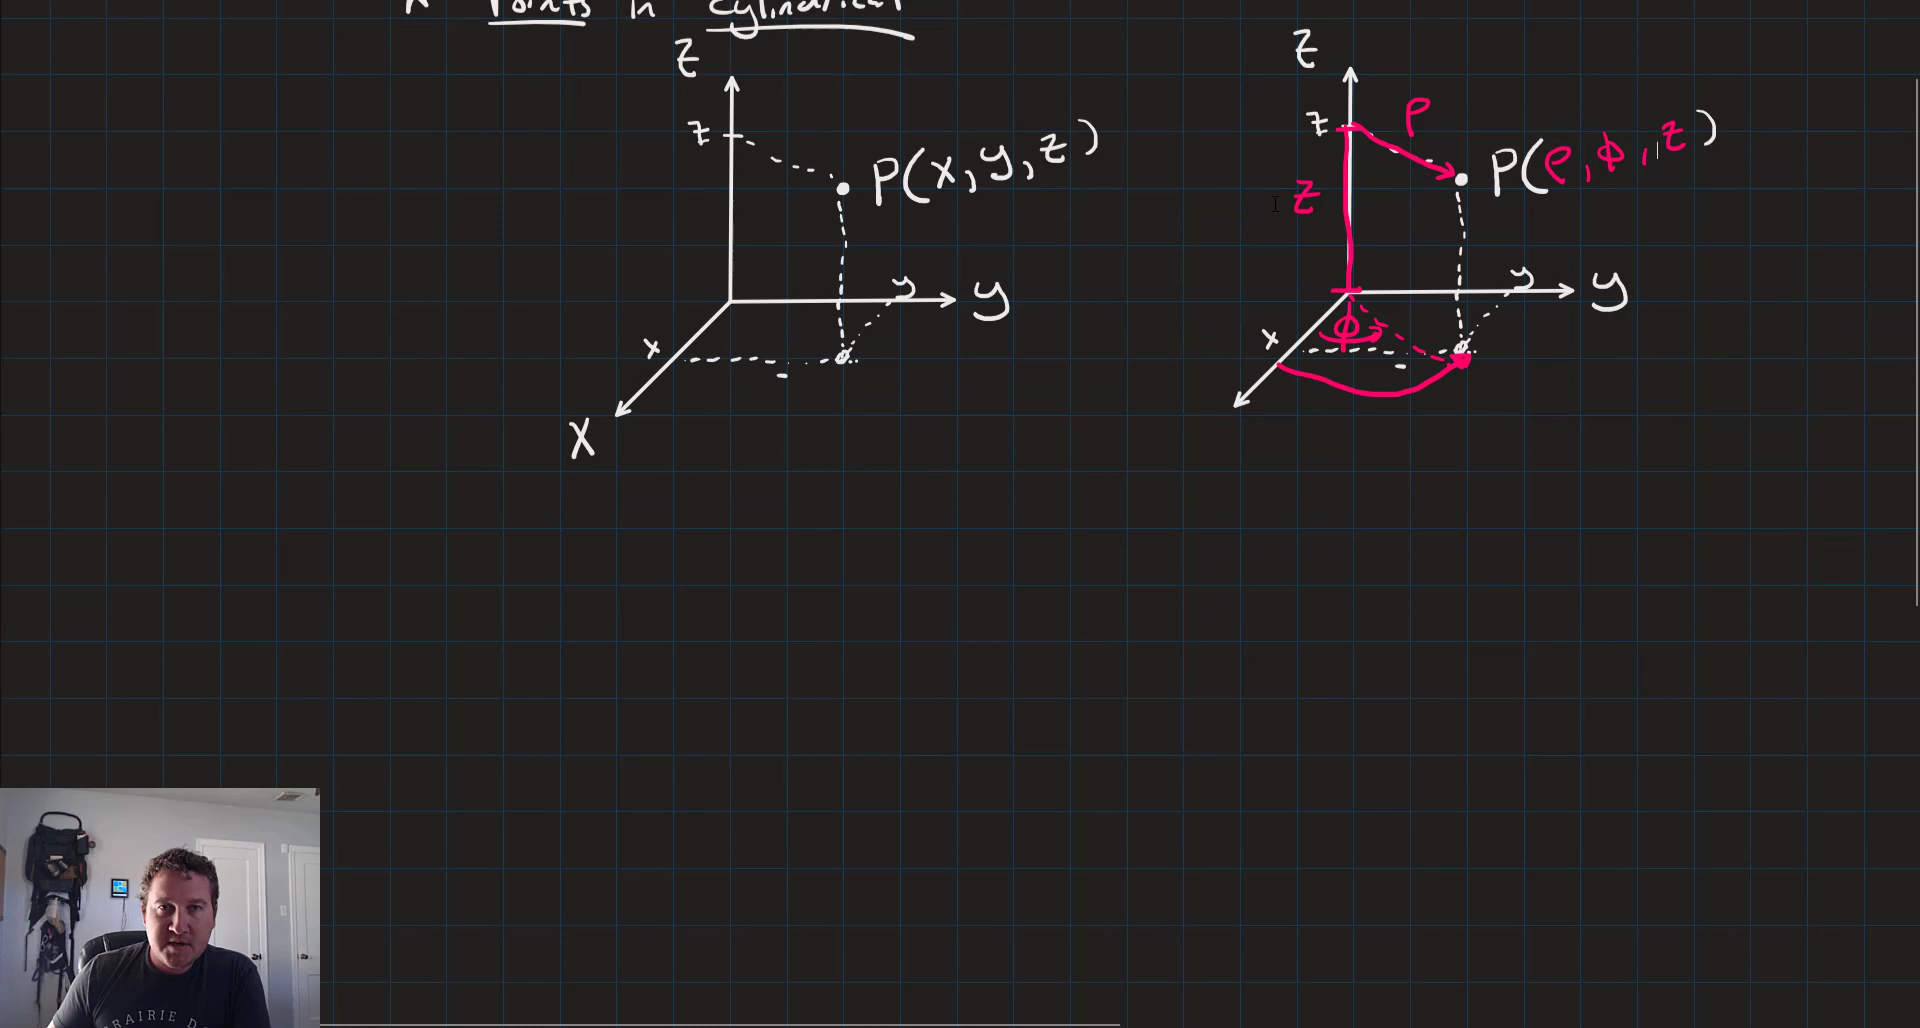 * Points in Cylindrical
Z
z
P(x, y, z)
y
y
x
X
Z
z
ρ
P(ρ, ϕ, z)
Z
y
y
ϕ
x